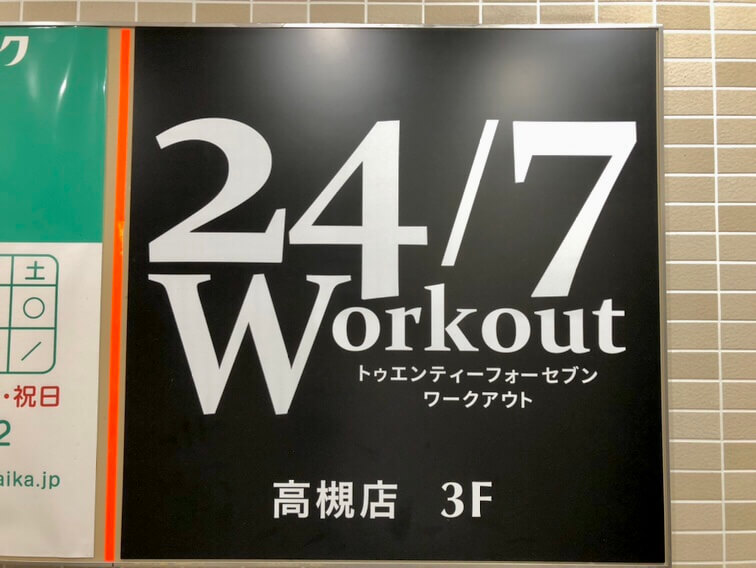 ク
土
○
/
・祝日
2
aika.jp
24/7
Workout
トゥエンティーフォーセブン
ワークアウト
高槻店 3F